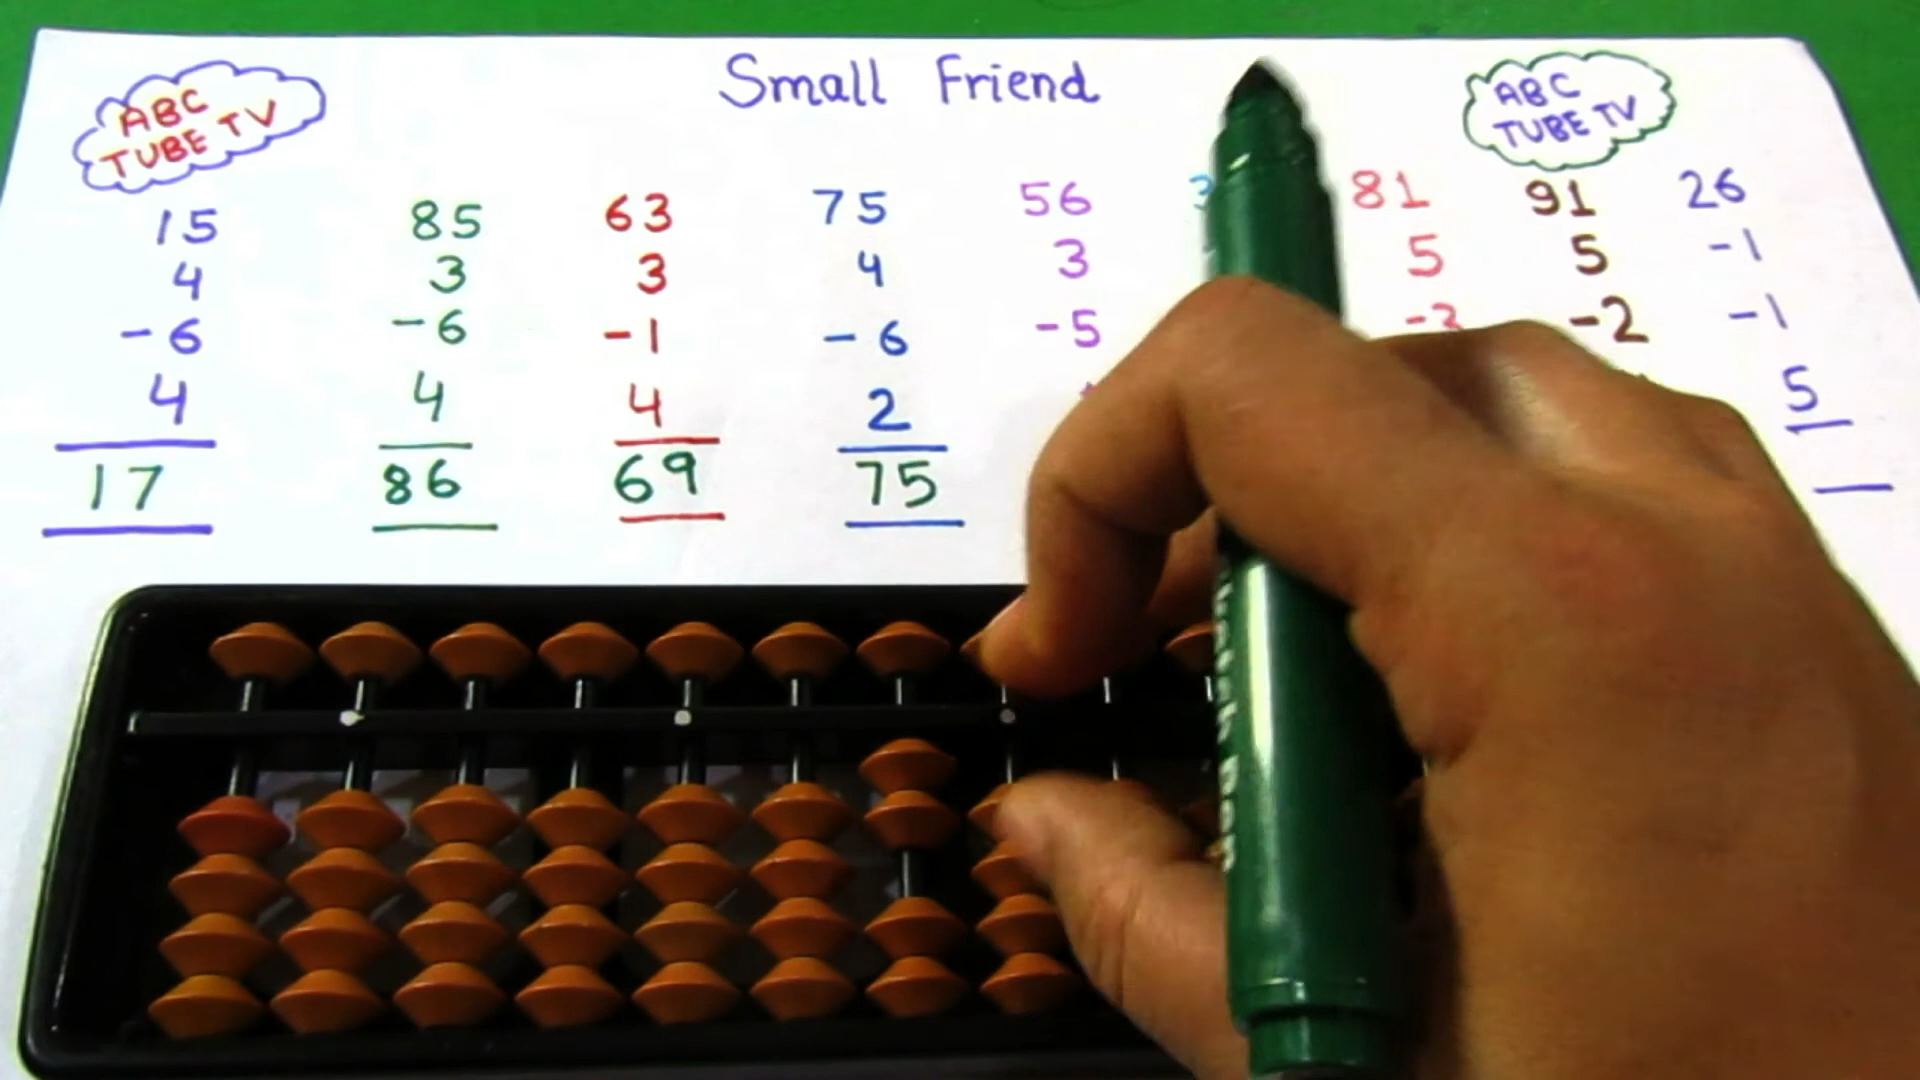 Small Friend
ABC
TUBE TV
ABC
TUBE TV
15 85 63 75 56 81 91 26
4 3 3 4 3 5 5 -1
-6 -6 -1 -6 -5 -2 -1
4 4 4 2 5
17 86 69 75